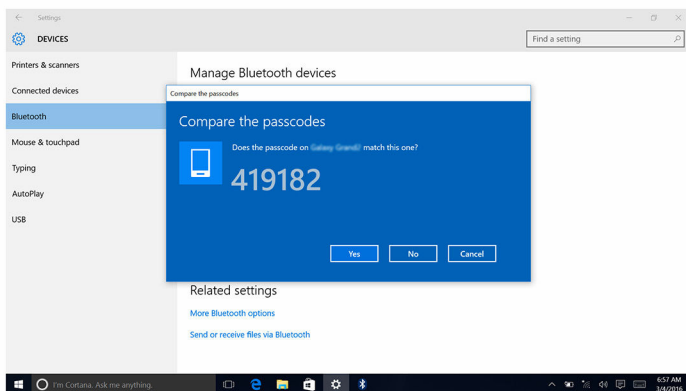 Settings
DEVICES
Find a setting
Printers & scanners
Connected devices
Bluetooth
Mouse & touchpad
Typing
AutoPlay
USB
Manage Bluetooth devices
Compare the passcodes
Compare the passcodes
Does the passcode on match this one?
419182
Yes No Cancel
Related settings
More Bluetooth options
Send or receive files via Bluetooth
I'm Cortana. Ask me anything.
6:57 AM
3/4/2016